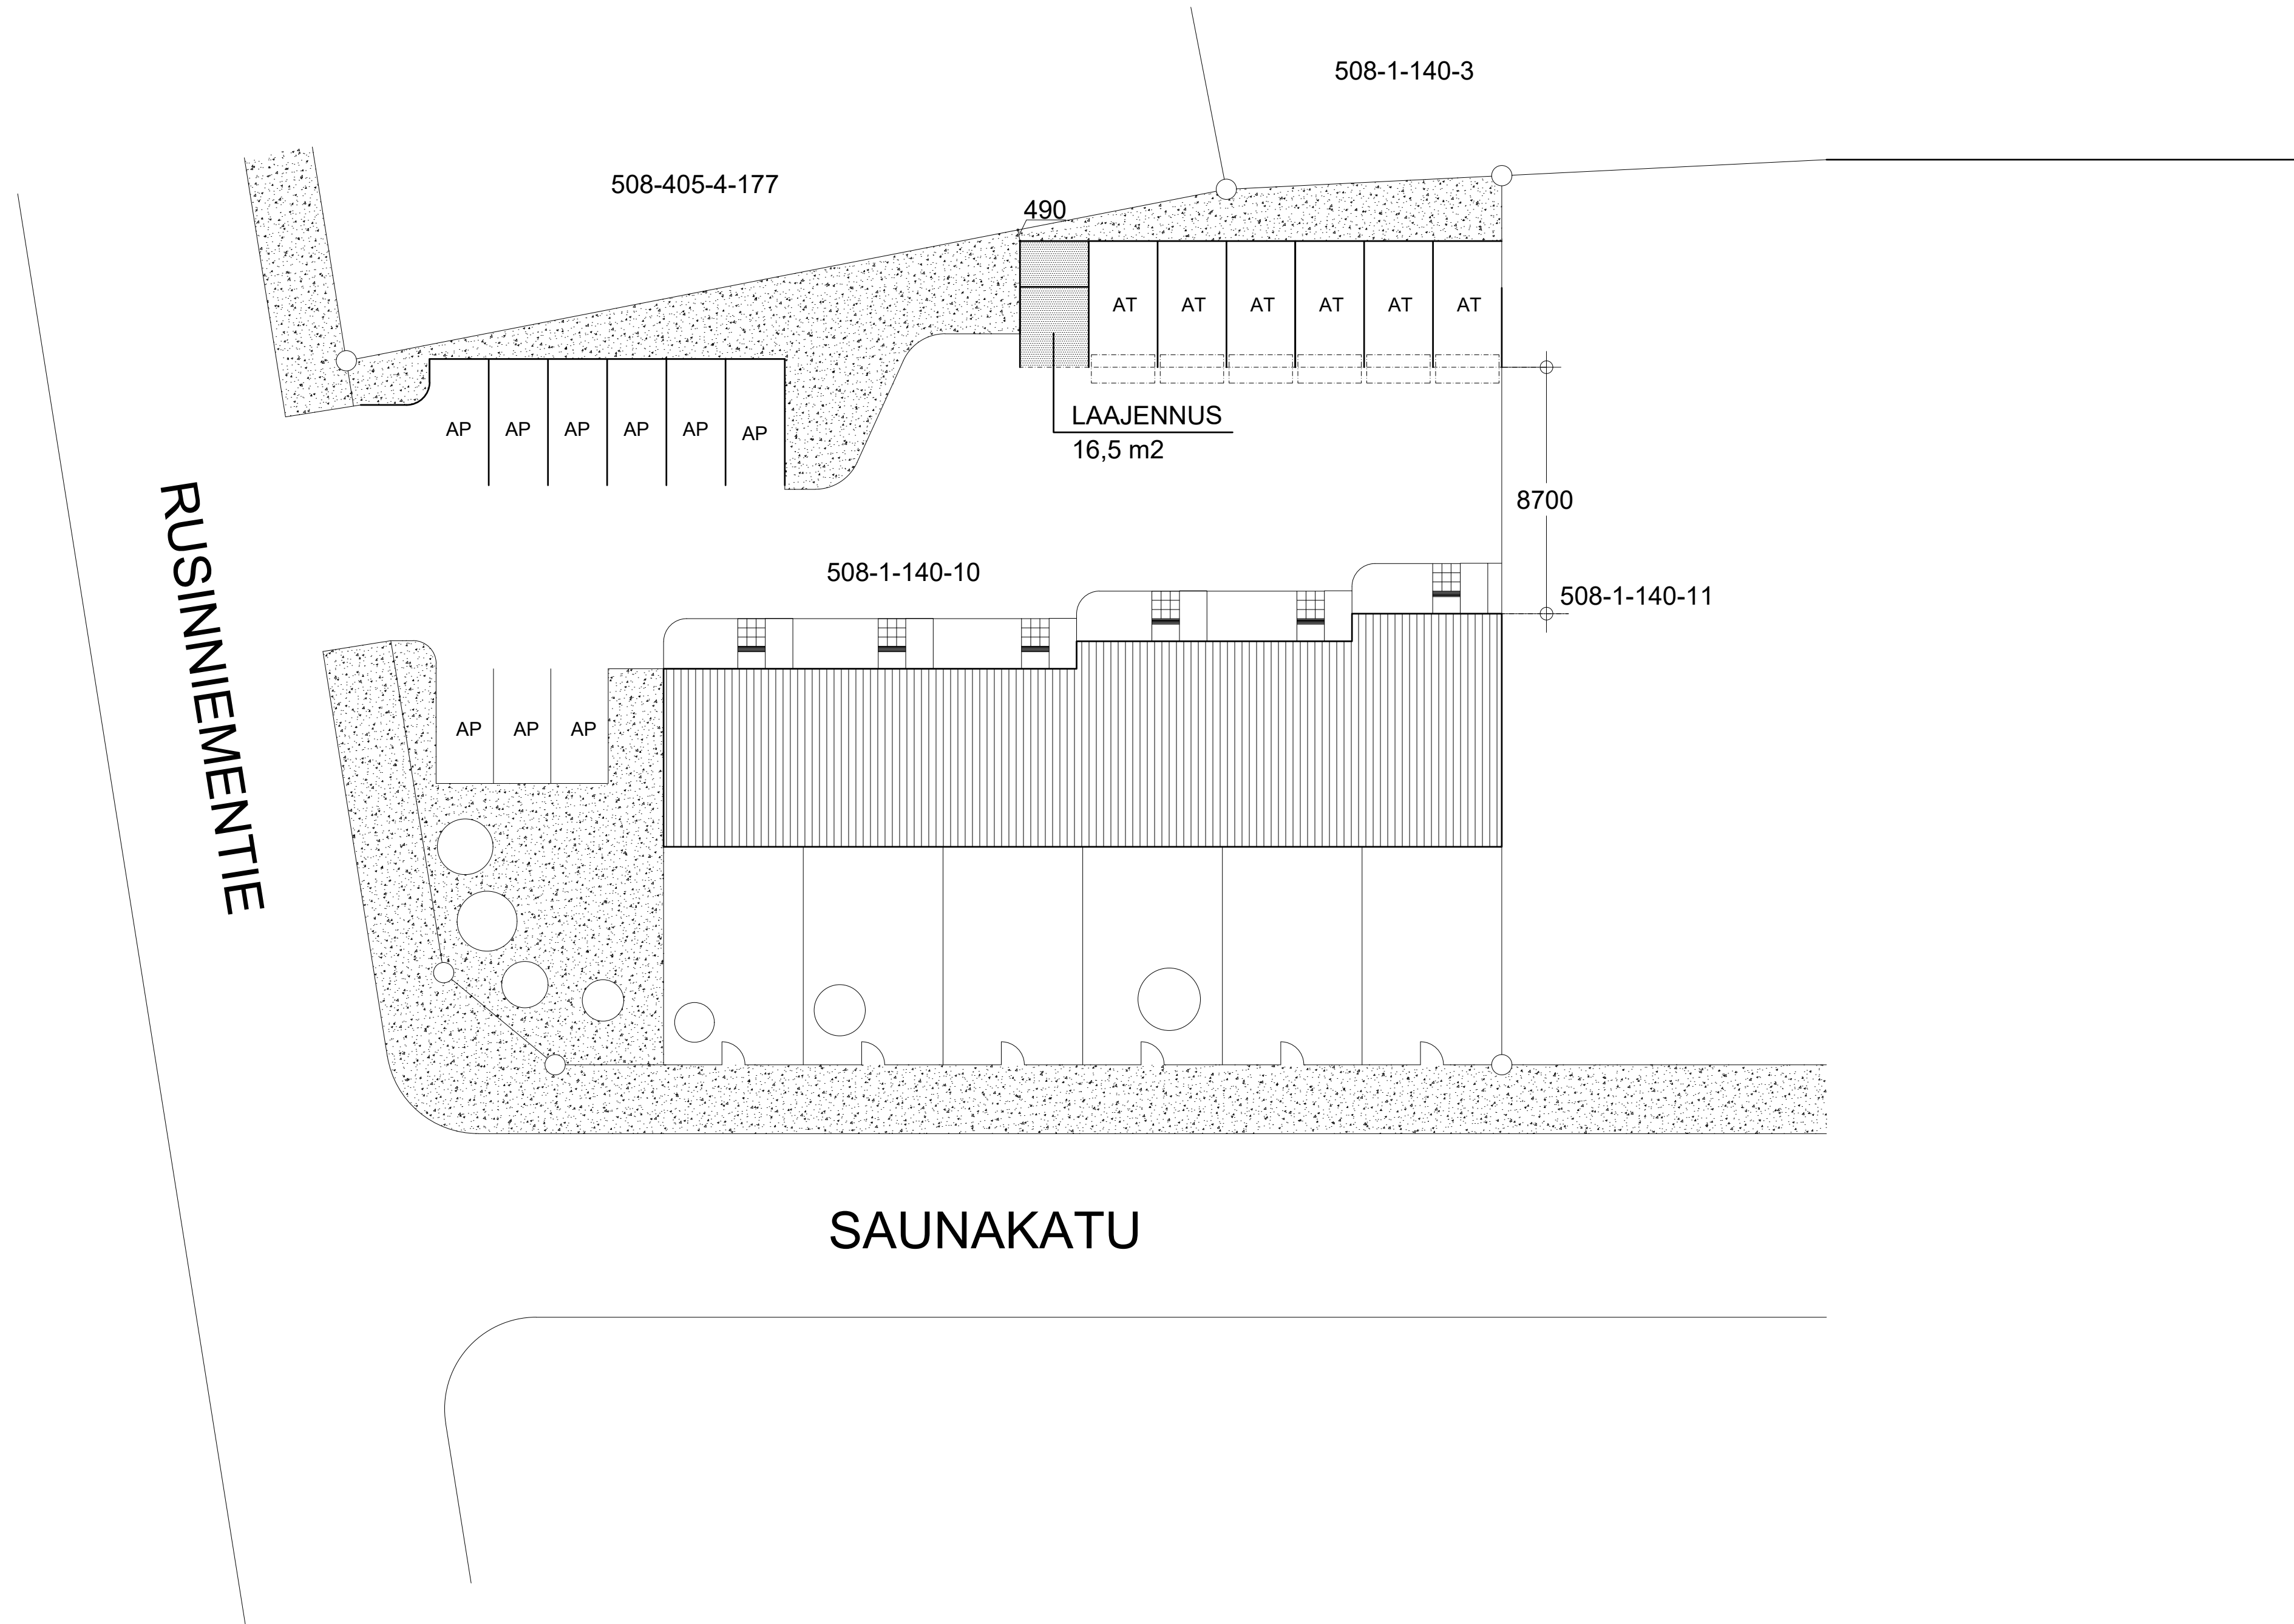 508-1-140-3
508-405-4-177
490
AT AT AT AT AT AT
LAAJENNUS
16,5 m2
AP AP AP AP AP AP
8700
RUSINNIEMENTIE
508-1-140-10
508-1-140-11
AP AP AP
SAUNAKATU